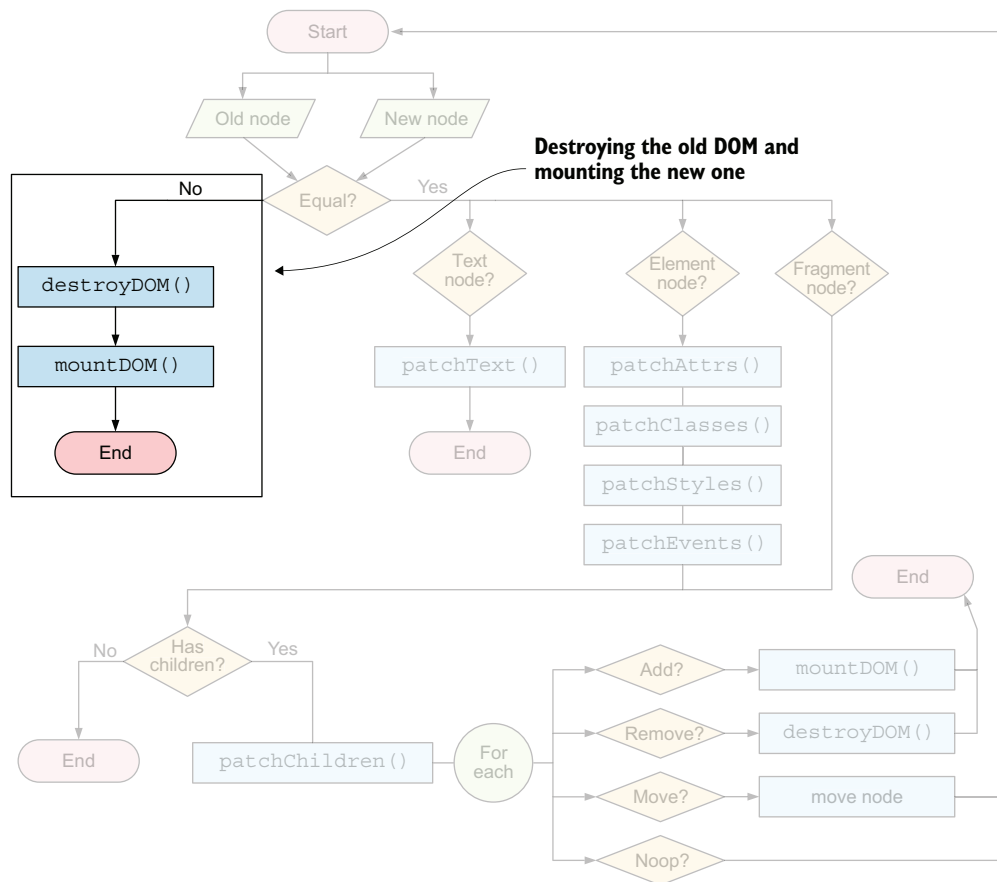 Start
Old node
New node
Destroying the old DOM and
mounting the new one
No
Equal?
Yes
destroyDOM()
mountDOM()
End
Text
node?
Element
node?
Fragment
node?
patchText()
End
patchAttrs()
patchClasses()
patchStyles()
patchEvents()
End
No
Has
children?
Yes
End
patchChildren()
For
each
Add?
mountDOM()
Remove?
destroyDOM()
Move?
move node
Noop?